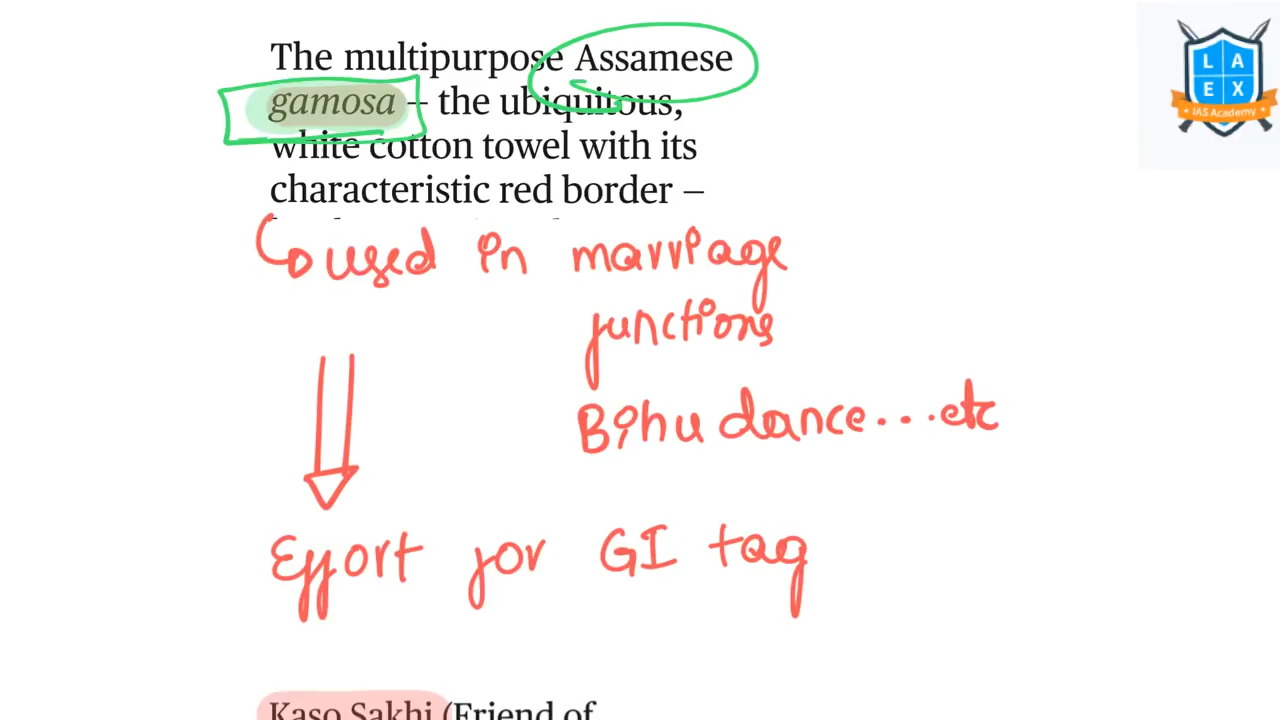 The multipurpose Assamese
gamosa – the ubiquitous,
white cotton towel with its
characteristic red border –
used in marriage
functions
Bihu dance...etc
Effort for GI tag
Kaso Sakhi (Friend of
L A
E X
IAS Academy